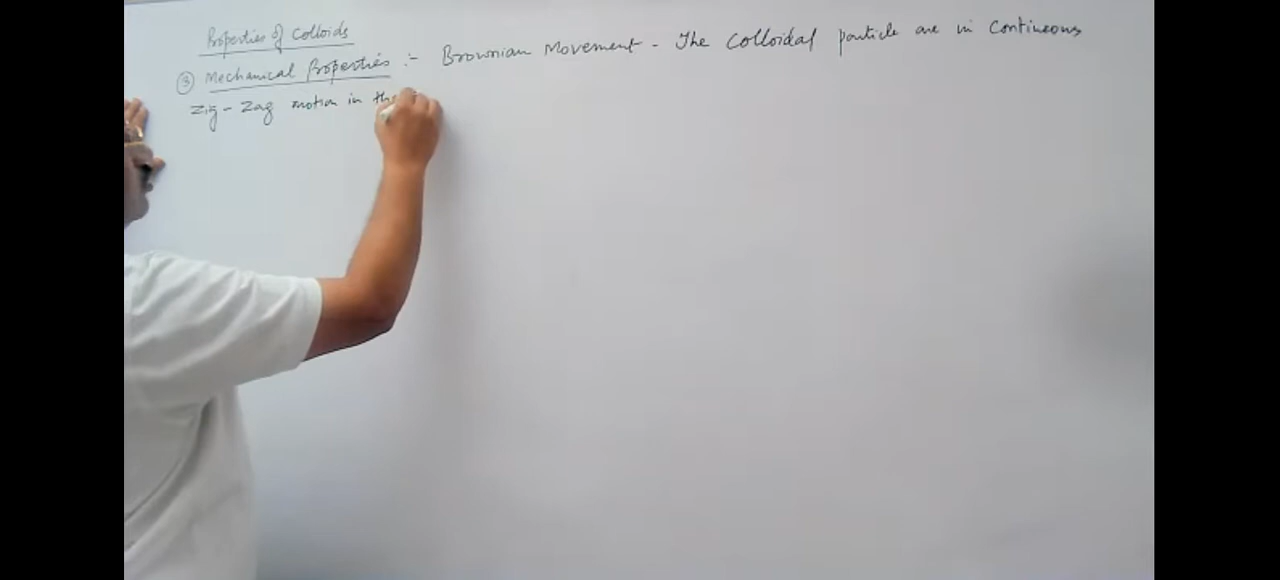 Properties of Colloids
③ Mechanical Properties :- Brownian Movement - The Colloidal particle are in Continuous
Zig-Zag motion in the